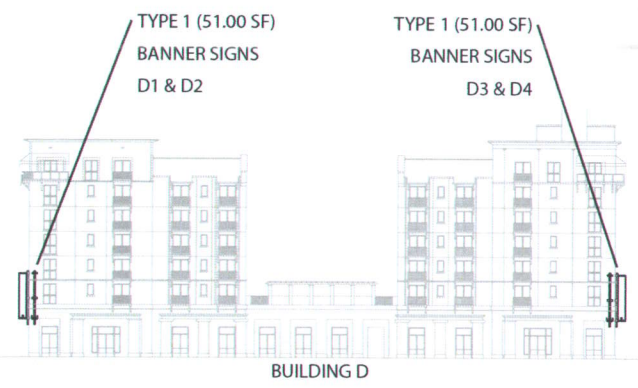 TYPE 1 (51.00 SF)
BANNER SIGNS
D1 & D2
TYPE 1 (51.00 SF)
BANNER SIGNS
D3 & D4
BUILDING D